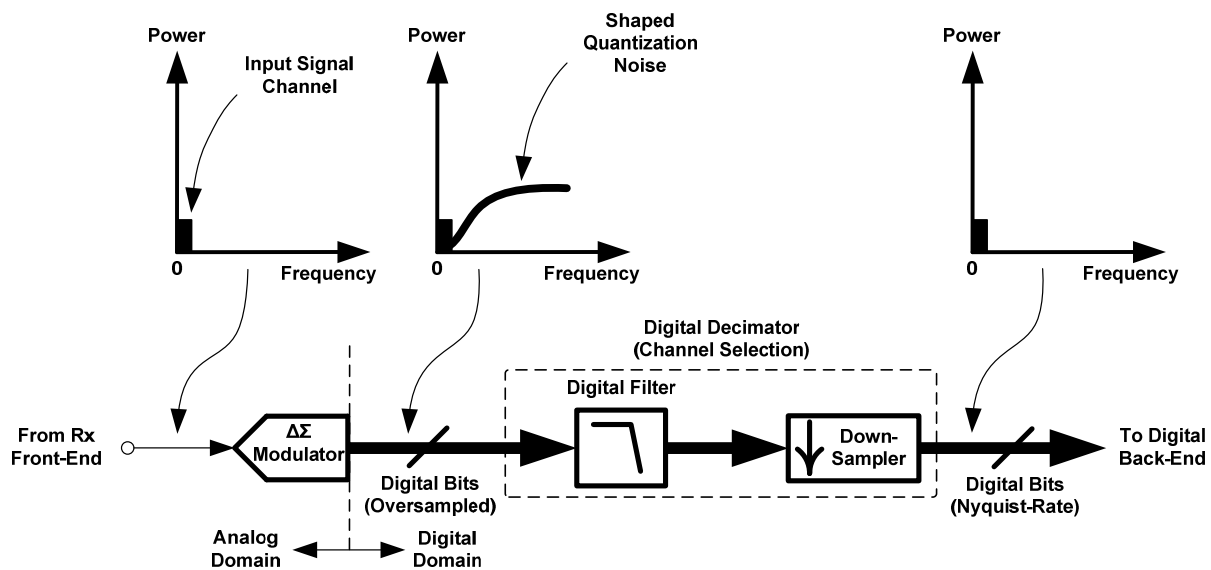 Power
Input Signal
Channel
0
Frequency
Power
Shaped
Quantization
Noise
0
Frequency
Power
0
Frequency
Digital Decimator
(Channel Selection)
From Rx
Front-End
ΔΣ
Modulator
Digital Bits
(Oversampled)
Digital Filter
Down-
Sampler
Digital Bits
(Nyquist-Rate)
To Digital
Back-End
Analog
Domain
Digital
Domain